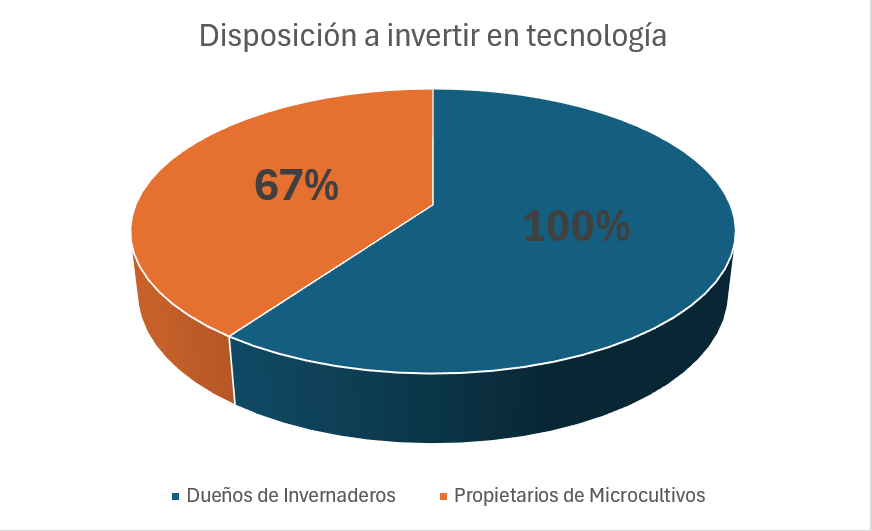 Disposición a invertir en tecnología
67%
100%
Dueños de Invernaderos
Propietarios de Microcultivos